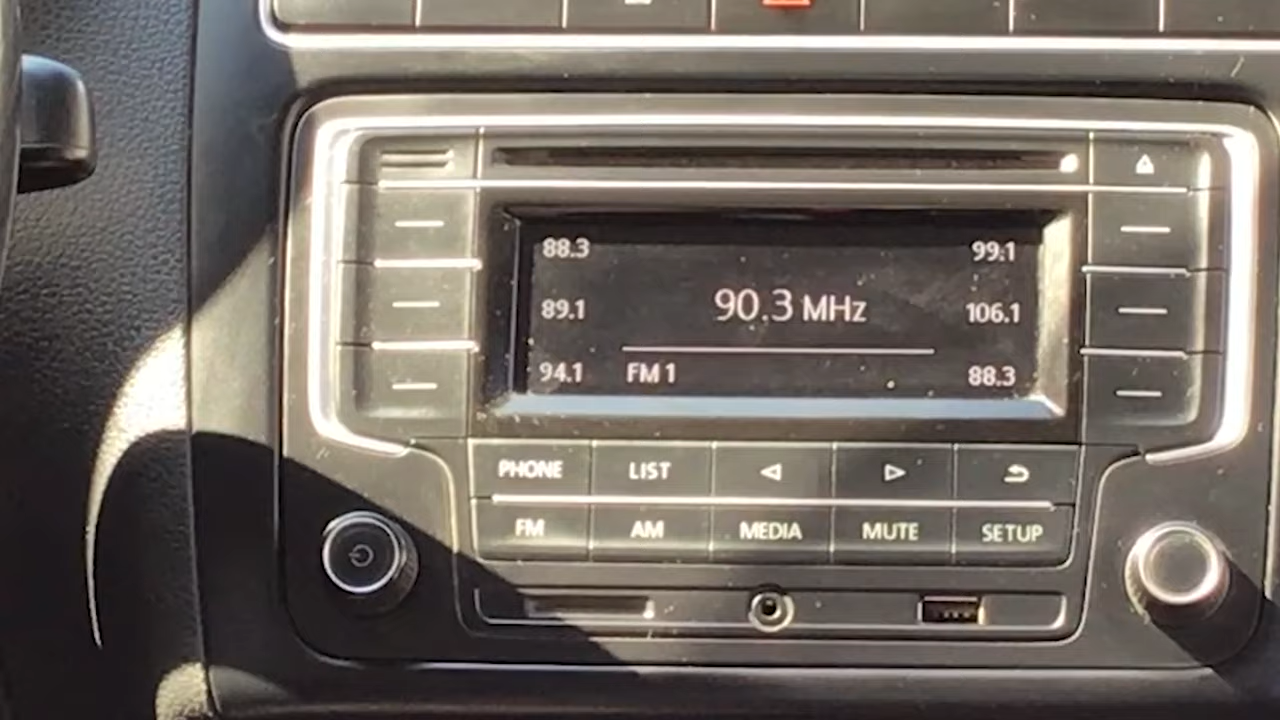 88.3 99.1
89.1 90.3 MHz 106.1
94.1 FM 1 88.3
PHONE LIST
FM AM MEDIA MUTE SETUP